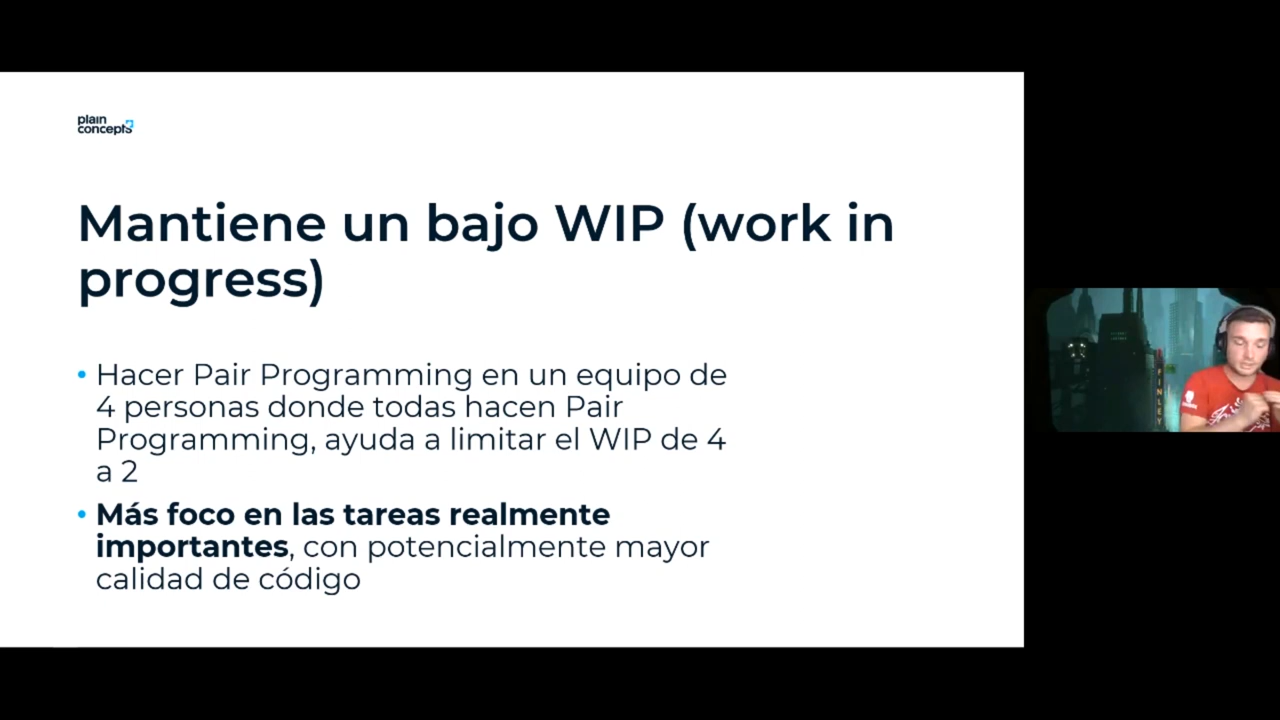 plain
concepts
Mantiene un bajo WIP (work in
progress)
• Hacer Pair Programming en un equipo de
4 personas donde todas hacen Pair
Programming, ayuda a limitar el WIP de 4
a 2
• Más foco en las tareas realmente
importantes, con potencialmente mayor
calidad de código
FINLEY